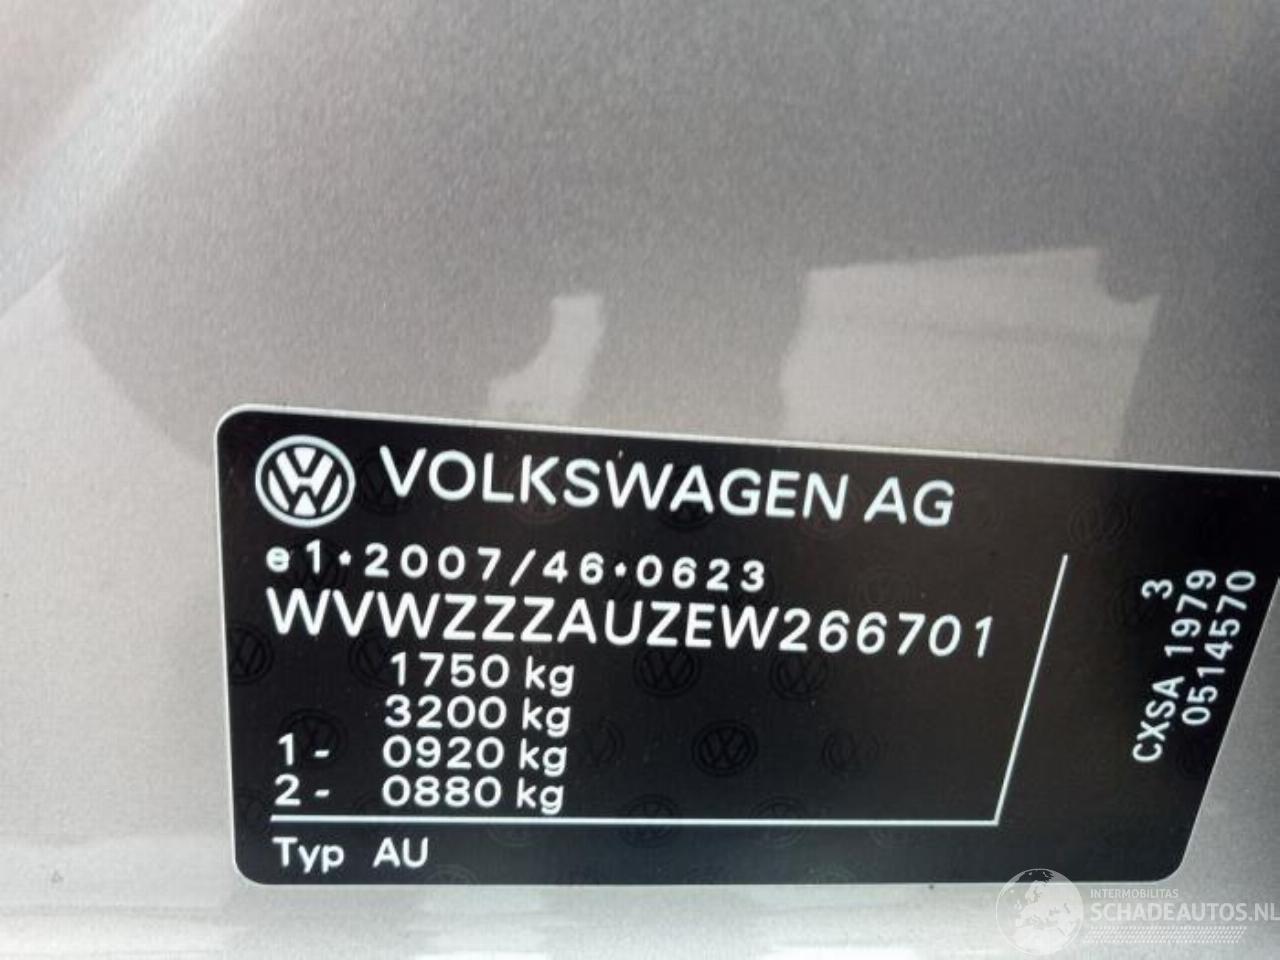 VOLKSWAGEN AG
e1*2007/46*0623
WVWZZZAUZEW266701
1750 kg
3200 kg
1- 0920 kg
2- 0880 kg
Typ AU
3
CXSA 1979
0514570
INTERMOBILITAS
SCHADEAUTOS.NL